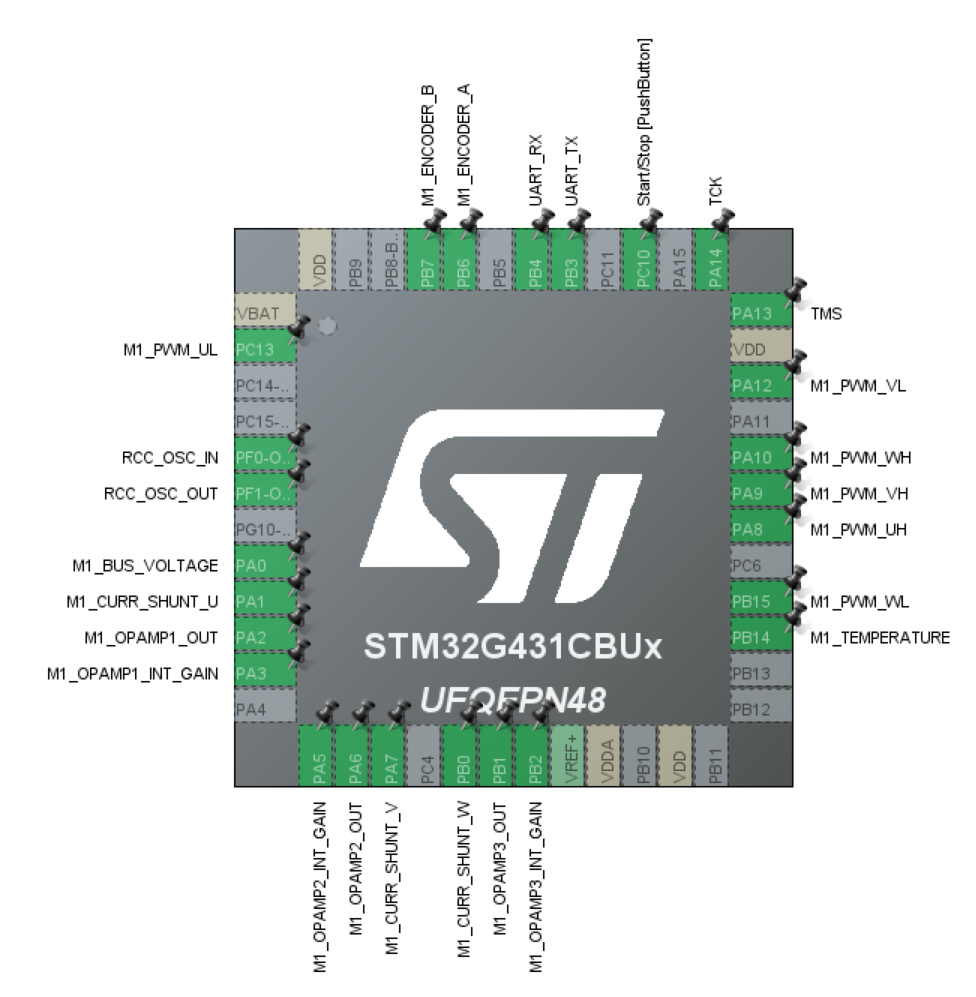 M1_ENCODER_B
M1_ENCODER_A
UART_RX
UART_TX
Start/Stop [PushButton]
TCK
VDD
PB9
PB8-B..
PB7
PB6
PB5
PB4
PB3
PC11
PC10
PA15
PA14
VBAT
M1_PWM_UL PC13
PC14-..
PC15-..
RCC_OSC_IN PF0-O..
RCC_OSC_OUT PF1-O..
PG10-..
M1_BUS_VOLTAGE PA0
M1_CURR_SHUNT_U PA1
M1_OPAMP1_OUT PA2
M1_OPAMP1_INT_GAIN PA3
PA4
PA13 TMS
VDD
PA12 M1_PWM_VL
PA11
PA10 M1_PWM_WH
PA9 M1_PWM_VH
PA8 M1_PWM_UH
PC6
PB15 M1_PWM_WL
PB14 M1_TEMPERATURE
PB13
PB12
ST
STM32G431CBUx
UFQFPN48
PA5
PA6
PA7
PC4
PB0
PB1
PB2
VREF+
VDDA
PB10
VDD
PB11
M1_OPAMP2_INT_GAIN
M1_OPAMP2_OUT
M1_CURR_SHUNT_V
M1_CURR_SHUNT_W
M1_OPAMP3_OUT
M1_OPAMP3_INT_GAIN